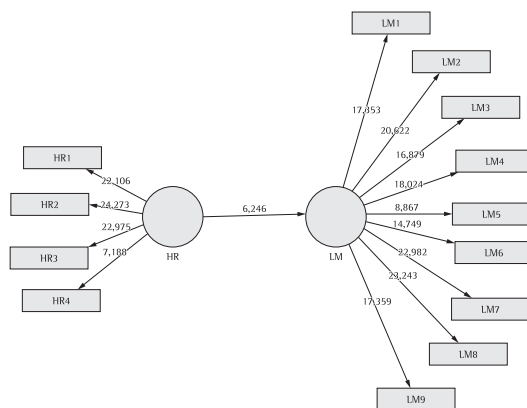 LM1
LM2
17,353
LM3
20,622
16,879
HR1
LM4
22,106
18,024
HR2
24,273
6,246
8,867
LM5
22,975
14,749
LM6
HR3
7,188
HR
LM
22,982
23,243
HR4
LM7
17,359
LM8
LM9